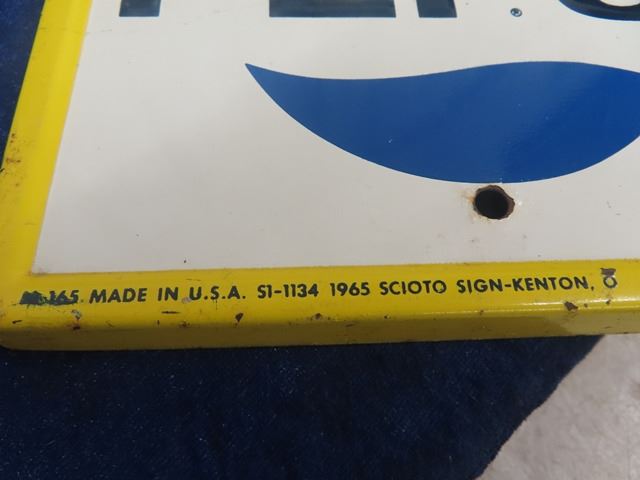 165 MADE IN U.S.A. S1-1134 1965 SCIOTO SIGN-KENTON, O